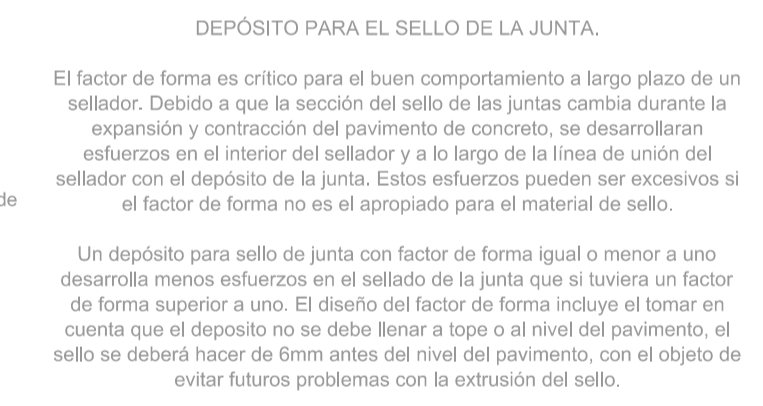 DEPÓSITO PARA EL SELLO DE LA JUNTA.
El factor de forma es crítico para el buen comportamiento a largo plazo de un
sellador. Debido a que la sección del sello de las juntas cambia durante la
expansión y contracción del pavimento de concreto, se desarrollaran
esfuerzos en el interior del sellador y a lo largo de la línea de unión del
sellador con el depósito de la junta. Estos esfuerzos pueden ser excesivos si
de
el factor de forma no es el apropiado para el material de sello.
Un depósito para sello de junta con factor de forma igual o menor a uno
desarrolla menos esfuerzos en el sellado de la junta que si tuviera un factor
de forma superior a uno. El diseño del factor de forma incluye el tomar en
cuenta que el deposito no se debe llenar a tope o al nivel del pavimento, el
sello se deberá hacer de 6mm antes del nivel del pavimento, con el objeto de
evitar futuros problemas con la extrusión del sello.